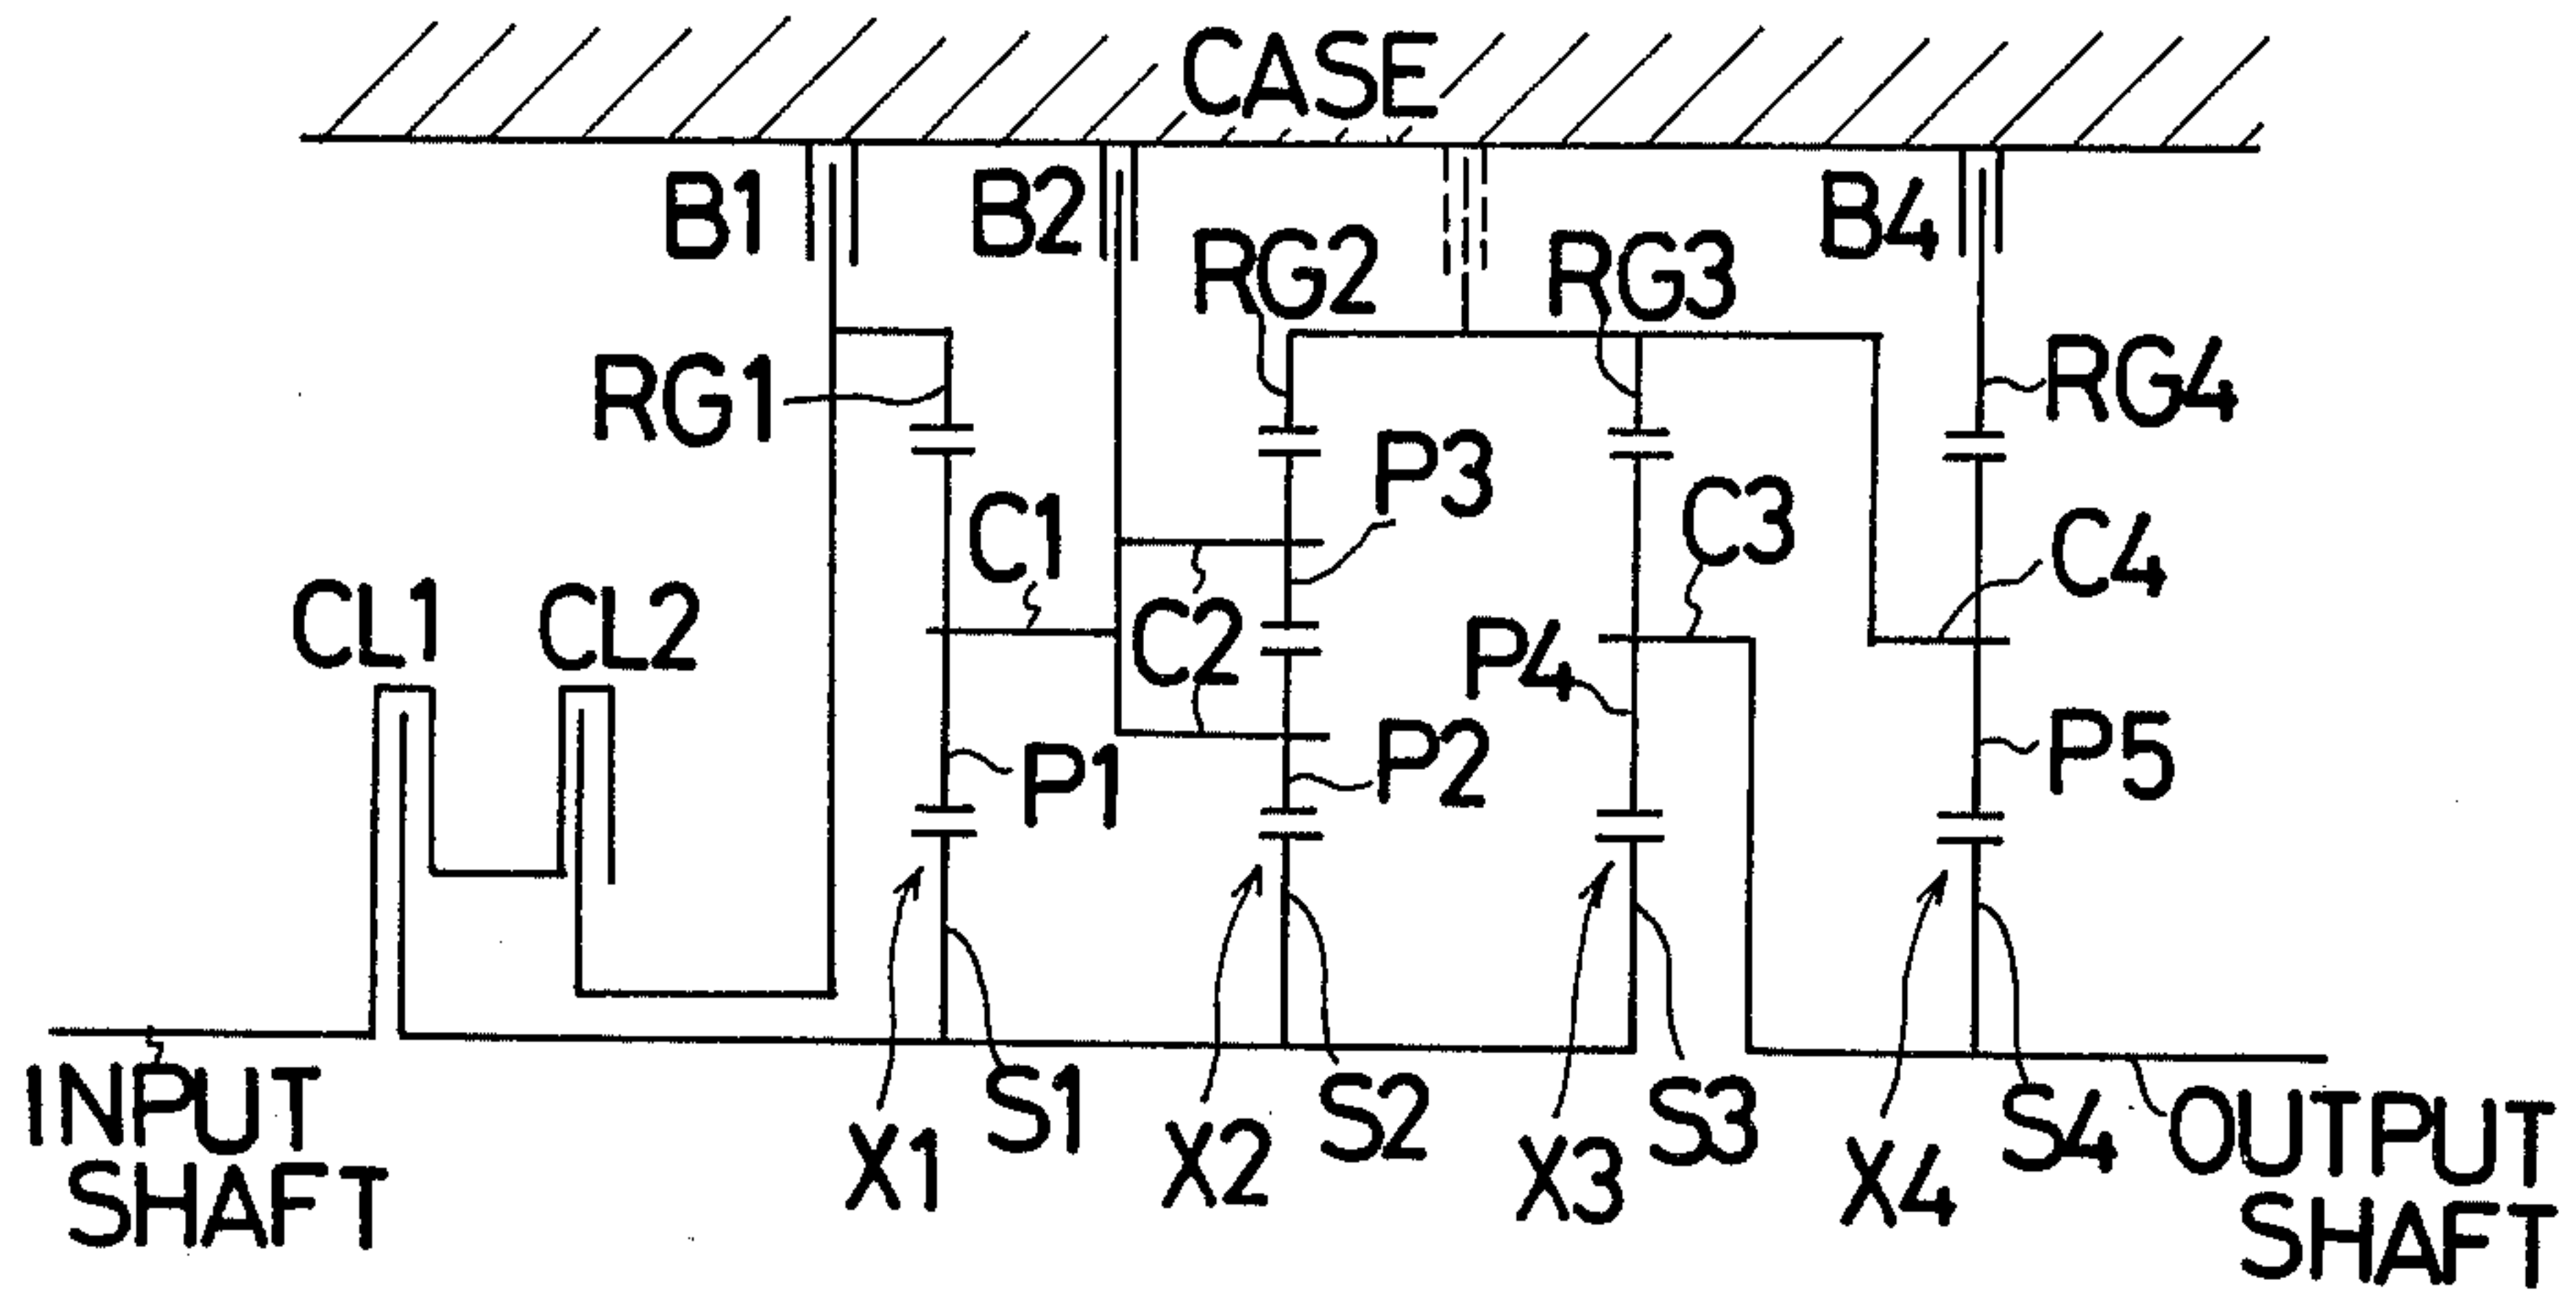 CASE
B1
B2
B4
RG2
RG3
RG1
RG4
P3
C1
C3
C4
CL1
CL2
C2
P4
P1
P2
P5
INPUT
SHAFT
S1
S2
S3
S4
X1
X2
X3
X4
OUTPUT
SHAFT